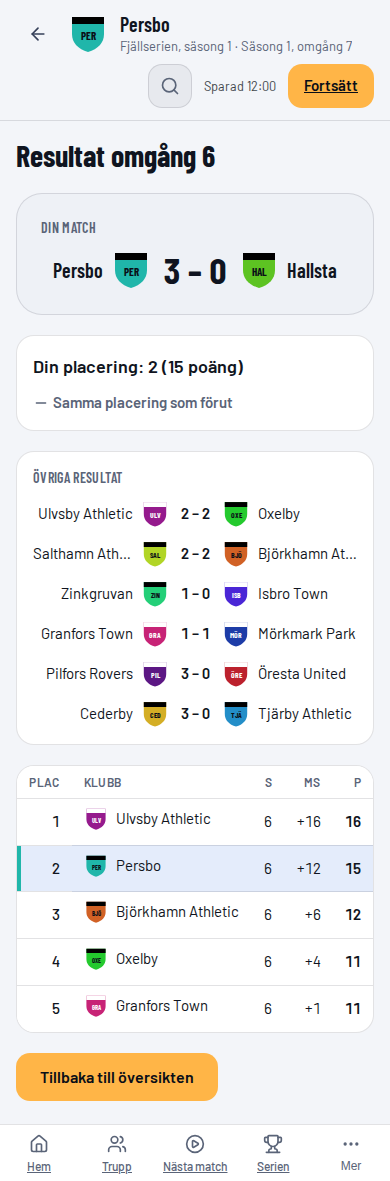 PER
Persbo
Fjällserien, säsong 1 · Säsong 1, omgång 7
Sparad 12:00
Fortsätt
Resultat omgång 6
DIN MATCH
Persbo PER 3 – 0 HAL Hallsta
Din placering: 2 (15 poäng)
— Samma placering som förut
ÖVRIGA RESULTAT
Ulvsby Athletic ULV 2 – 2 OXE Oxelby
Salthamn Ath... SAL 2 – 2 BJÖ Björkhamn At...
Zinkgruvan ZIN 1 – 0 ISB Isbro Town
Granfors Town GRA 1 – 1 MÖR Mörkmark Park
Pilfors Rovers PIL 3 – 0 ÖRE Öresta United
Cederby CED 3 – 0 TJÄ Tjärby Athletic
PLAC KLUBB S MS P
1 ULV Ulvsby Athletic 6 +16 16
2 PER Persbo 6 +12 15
3 BJÖ Björkhamn Athletic 6 +6 12
4 OXE Oxelby 6 +4 11
5 GRA Granfors Town 6 +1 11
Tillbaka till översikten
Hem Trupp Nästa match Serien Mer